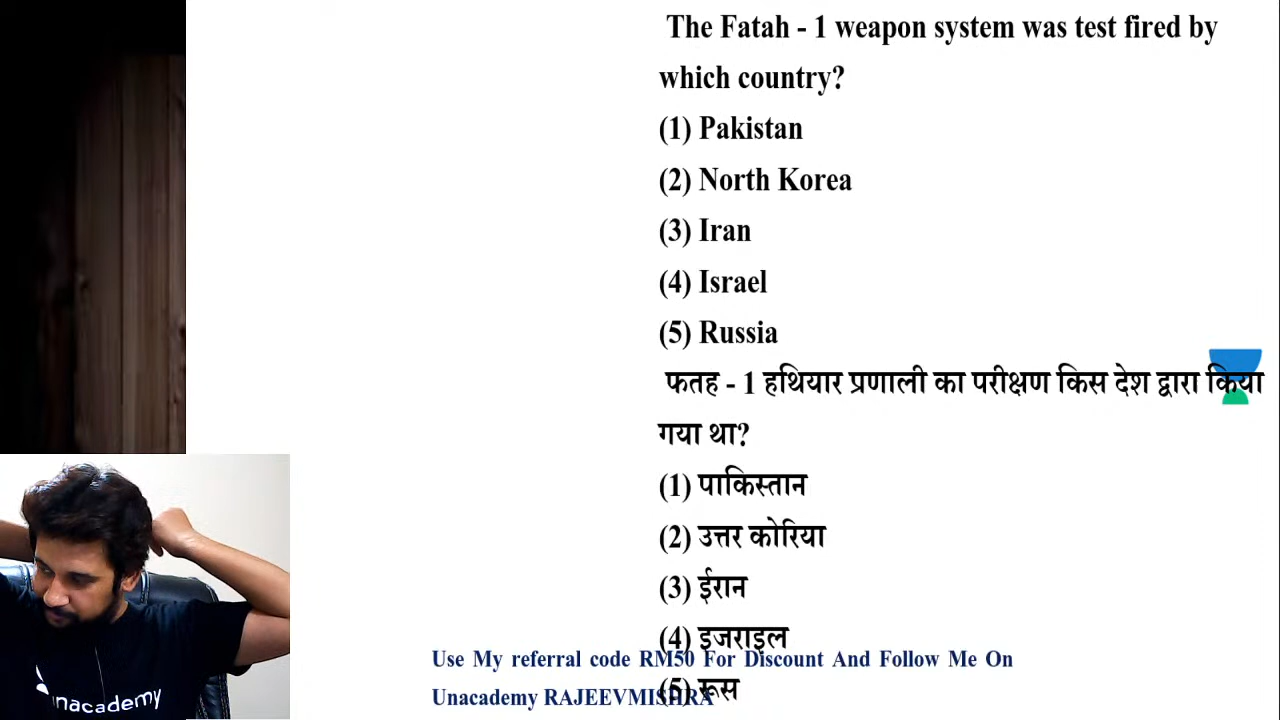 The Fatah - 1 weapon system was test fired by
which country?
(1) Pakistan
(2) North Korea
(3) Iran
(4) Israel
(5) Russia
फतह - 1 हथियार प्रणाली का परीक्षण किस देश द्वारा किया
गया था?
(1) पाकिस्तान
(2) उत्तर कोरिया
(3) ईरान
(4) इजराइल
(5) रूस
Use My referral code RM50 For Discount And Follow Me On
Unacademy RAJEEVMISHRA
unacademy